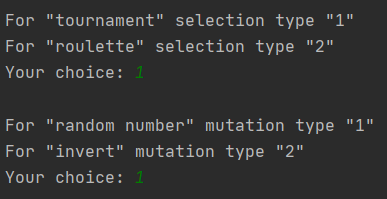 For "tournament" selection type "1"
For "roulette" selection type "2"
Your choice: 1
For "random number" mutation type "1"
For "invert" mutation type "2"
Your choice: 1